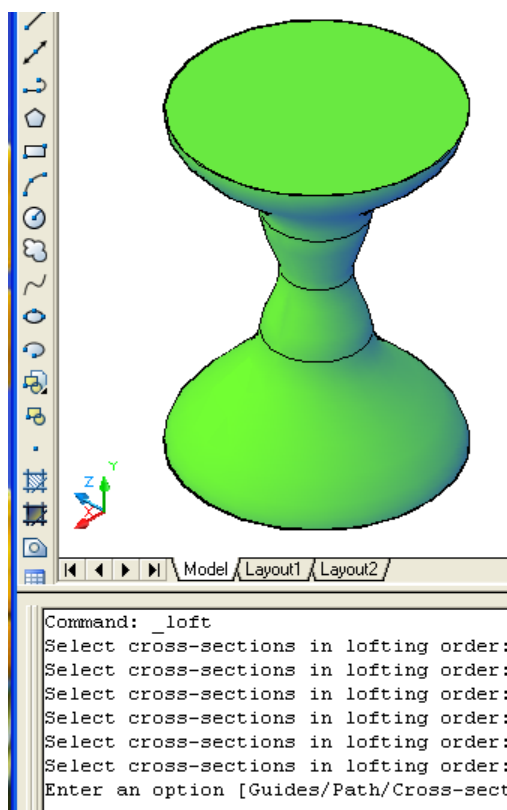 Z Y
X
Model Layout1 Layout2
Command: _loft
Select cross-sections in lofting order:
Select cross-sections in lofting order:
Select cross-sections in lofting order:
Select cross-sections in lofting order:
Select cross-sections in lofting order:
Select cross-sections in lofting order:
Enter an option [Guides/Path/Cross-sect